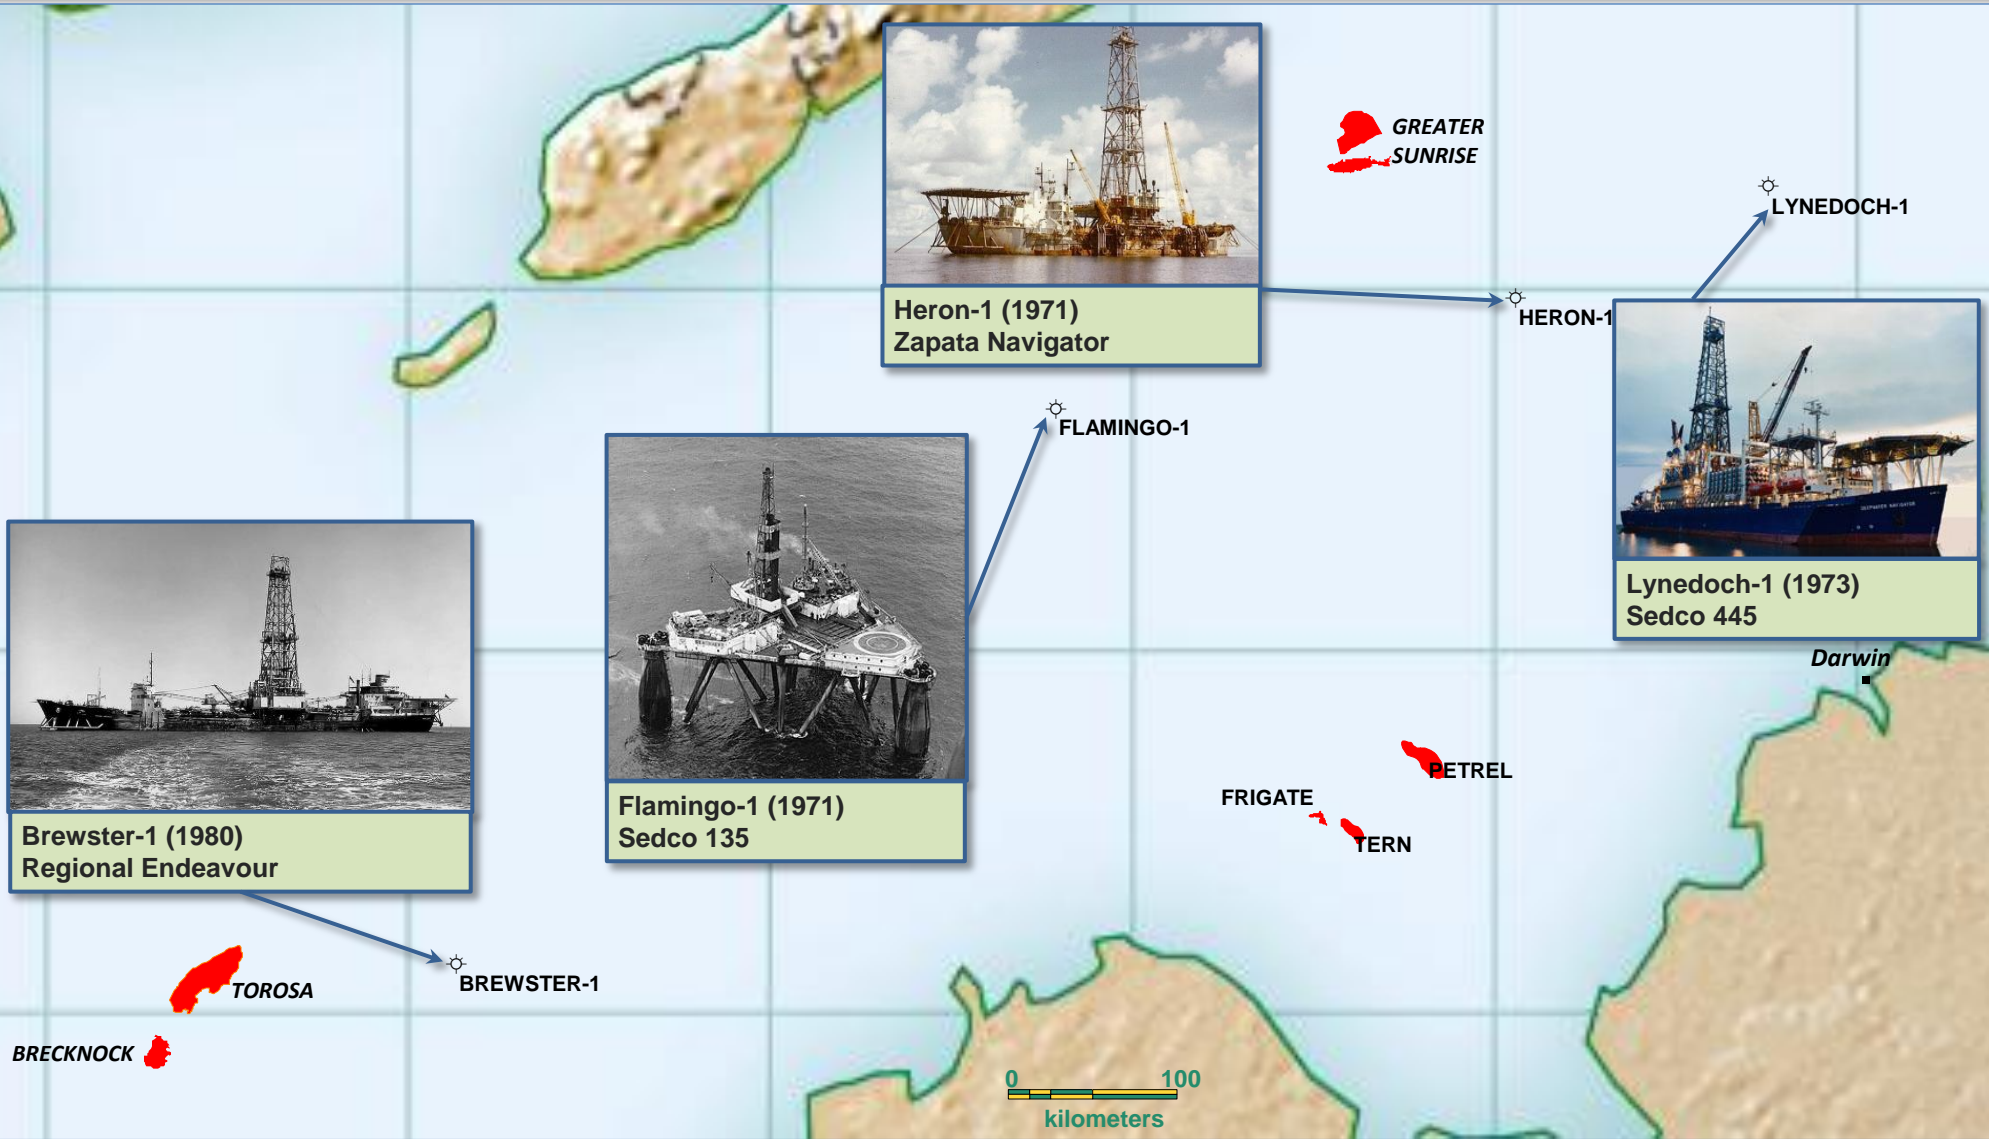 GREATER
SUNRISE
LYNEDOCH-1
Heron-1 (1971)
Zapata Navigator
HERON-1
FLAMINGO-1
Lynedoch-1 (1973)
Sedco 445
Darwin
Flamingo-1 (1971)
Sedco 135
Brewster-1 (1980)
Regional Endeavour
PETREL
FRIGATE
TERN
BREWSTER-1
TOROSA
BRECKNOCK
0 100
kilometers
DEEPWATER NAVIGATOR